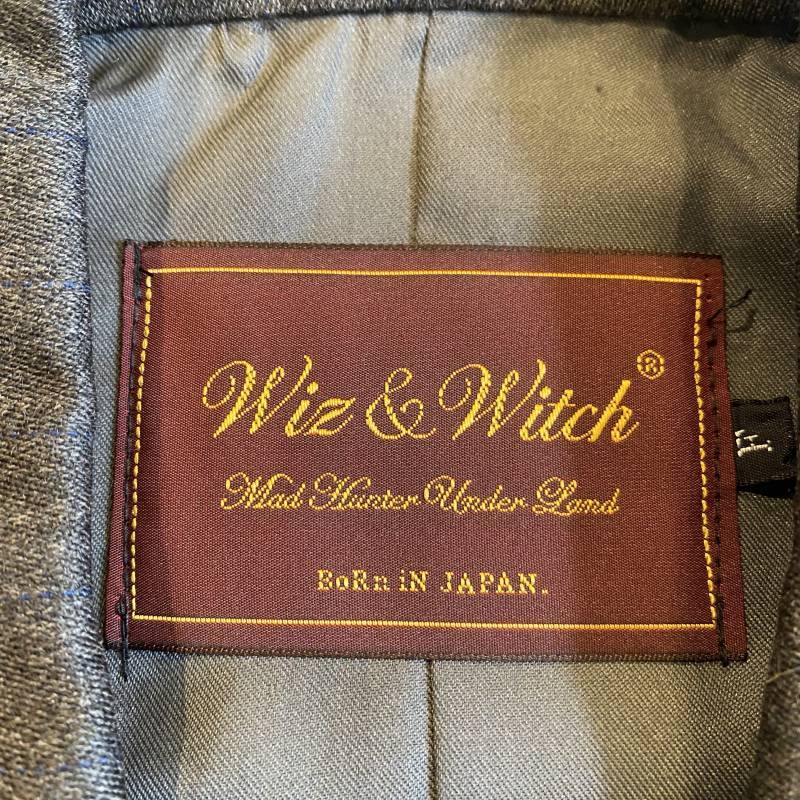 Wiz & Witch®
Mad Hunter Under Land
BoRn iN JAPAN.